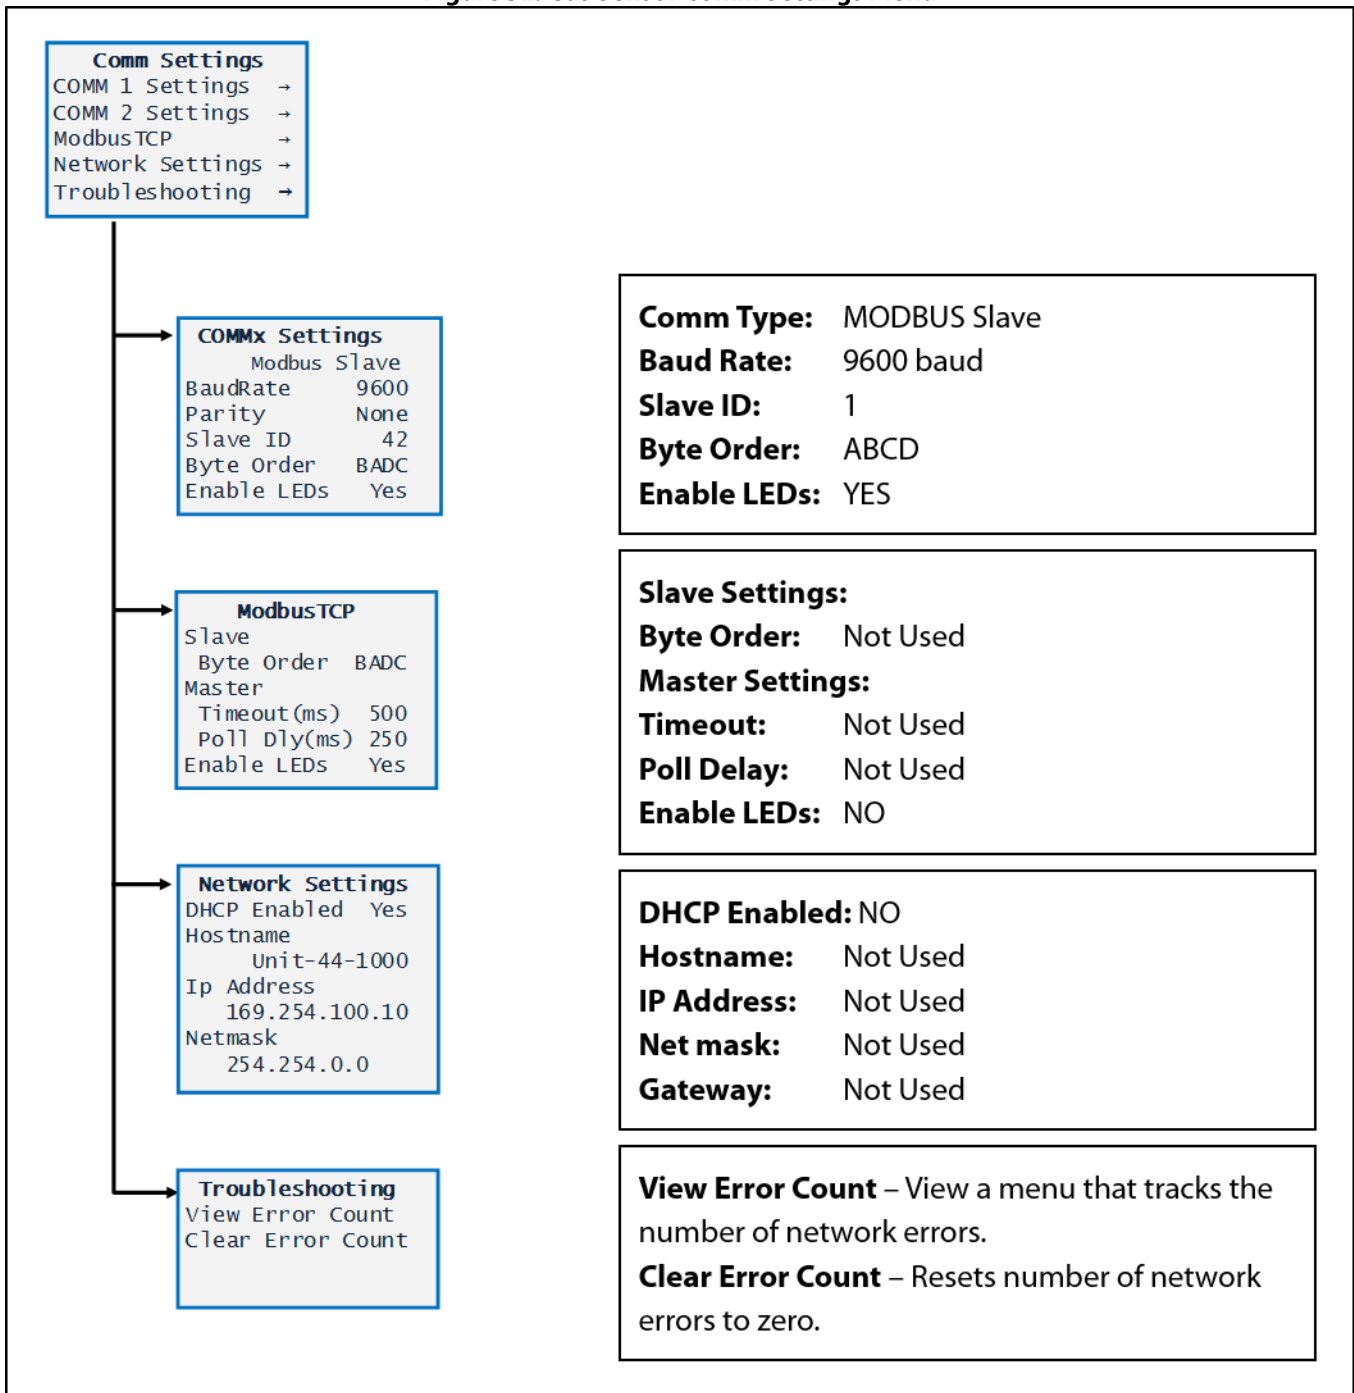 Comm Settings
COMM 1 Settings →
COMM 2 Settings →
ModbusTCP →
Network Settings →
Troubleshooting →
COMMx Settings
Modbus Slave
BaudRate 9600
Parity None
Slave ID 42
Byte Order BADC
Enable LEDs Yes
Comm Type: MODBUS Slave
Baud Rate: 9600 baud
Slave ID: 1
Byte Order: ABCD
Enable LEDs: YES
ModbusTCP
Slave
Byte Order BADC
Master
Timeout(ms) 500
Poll Dly(ms) 250
Enable LEDs Yes
Slave Settings:
Byte Order: Not Used
Master Settings:
Timeout: Not Used
Poll Delay: Not Used
Enable LEDs: NO
Network Settings
DHCP Enabled Yes
Hostname
Unit-44-1000
Ip Address
169.254.100.10
Netmask
254.254.0.0
DHCP Enabled: NO
Hostname: Not Used
IP Address: Not Used
Net mask: Not Used
Gateway: Not Used
Troubleshooting
View Error Count
Clear Error Count
View Error Count – View a menu that tracks the
number of network errors.
Clear Error Count – Resets number of network
errors to zero.